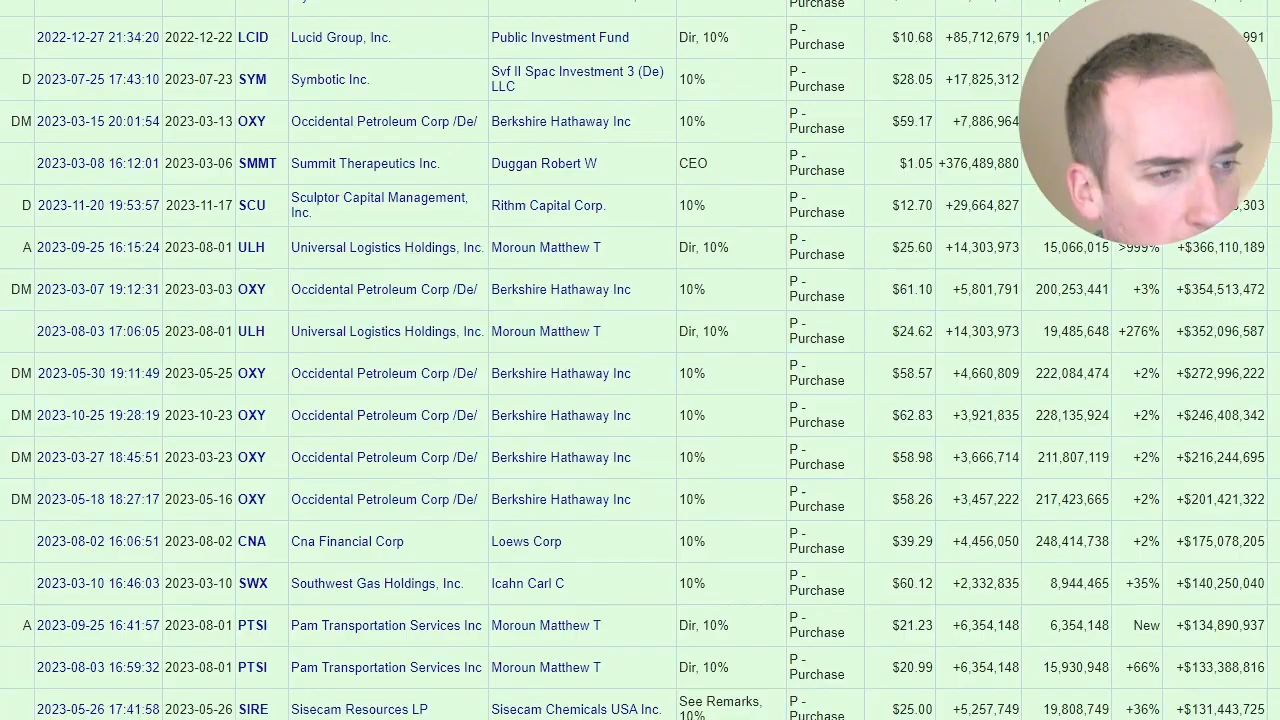 Purchase
2022-12-27 21:34:20 2022-12-22 LCID Lucid Group, Inc. Public Investment Fund Dir, 10% P - Purchase $10.68 +85,712,679 1,10 991
D 2023-07-25 17:43:10 2023-07-23 SYM Symbotic Inc. Svf II Spac Investment 3 (De) LLC 10% P - Purchase $28.05 +17,825,312
DM 2023-03-15 20:01:54 2023-03-13 OXY Occidental Petroleum Corp /De/ Berkshire Hathaway Inc 10% P - Purchase $59.17 +7,886,964
2023-03-08 16:12:01 2023-03-06 SMMT Summit Therapeutics Inc. Duggan Robert W CEO P - Purchase $1.05 +376,489,880
D 2023-11-20 19:53:57 2023-11-17 SCU Sculptor Capital Management, Inc. Rithm Capital Corp. 10% P - Purchase $12.70 +29,664,827 ,303
A 2023-09-25 16:15:24 2023-08-01 ULH Universal Logistics Holdings, Inc. Moroun Matthew T Dir, 10% P - Purchase $25.60 +14,303,973 15,066,015 >999% +$366,110,189
DM 2023-03-07 19:12:31 2023-03-03 OXY Occidental Petroleum Corp /De/ Berkshire Hathaway Inc 10% P - Purchase $61.10 +5,801,791 200,253,441 +3% +$354,513,472
2023-08-03 17:06:05 2023-08-01 ULH Universal Logistics Holdings, Inc. Moroun Matthew T Dir, 10% P - Purchase $24.62 +14,303,973 19,485,648 +276% +$352,096,587
DM 2023-05-30 19:11:49 2023-05-25 OXY Occidental Petroleum Corp /De/ Berkshire Hathaway Inc 10% P - Purchase $58.57 +4,660,809 222,084,474 +2% +$272,996,222
DM 2023-10-25 19:28:19 2023-10-23 OXY Occidental Petroleum Corp /De/ Berkshire Hathaway Inc 10% P - Purchase $62.83 +3,921,835 228,135,924 +2% +$246,408,342
DM 2023-03-27 18:45:51 2023-03-23 OXY Occidental Petroleum Corp /De/ Berkshire Hathaway Inc 10% P - Purchase $58.98 +3,666,714 211,807,119 +2% +$216,244,695
DM 2023-05-18 18:27:17 2023-05-16 OXY Occidental Petroleum Corp /De/ Berkshire Hathaway Inc 10% P - Purchase $58.26 +3,457,222 217,423,665 +2% +$201,421,322
2023-08-02 16:06:51 2023-08-02 CNA Cna Financial Corp Loews Corp 10% P - Purchase $39.29 +4,456,050 248,414,738 +2% +$175,078,205
2023-03-10 16:46:03 2023-03-10 SWX Southwest Gas Holdings, Inc. Icahn Carl C 10% P - Purchase $60.12 +2,332,835 8,944,465 +35% +$140,250,040
A 2023-09-25 16:41:57 2023-08-01 PTSI Pam Transportation Services Inc Moroun Matthew T Dir, 10% P - Purchase $21.23 +6,354,148 6,354,148 New +$134,890,937
2023-08-03 16:59:32 2023-08-01 PTSI Pam Transportation Services Inc Moroun Matthew T Dir, 10% P - Purchase $20.99 +6,354,148 15,930,948 +66% +$133,388,816
2023-05-26 17:41:58 2023-05-26 SIRE Sisecam Resources LP Sisecam Chemicals USA Inc. See Remarks, 10% P - Purchase $25.00 +5,257,749 19,808,749 +36% +$131,443,725